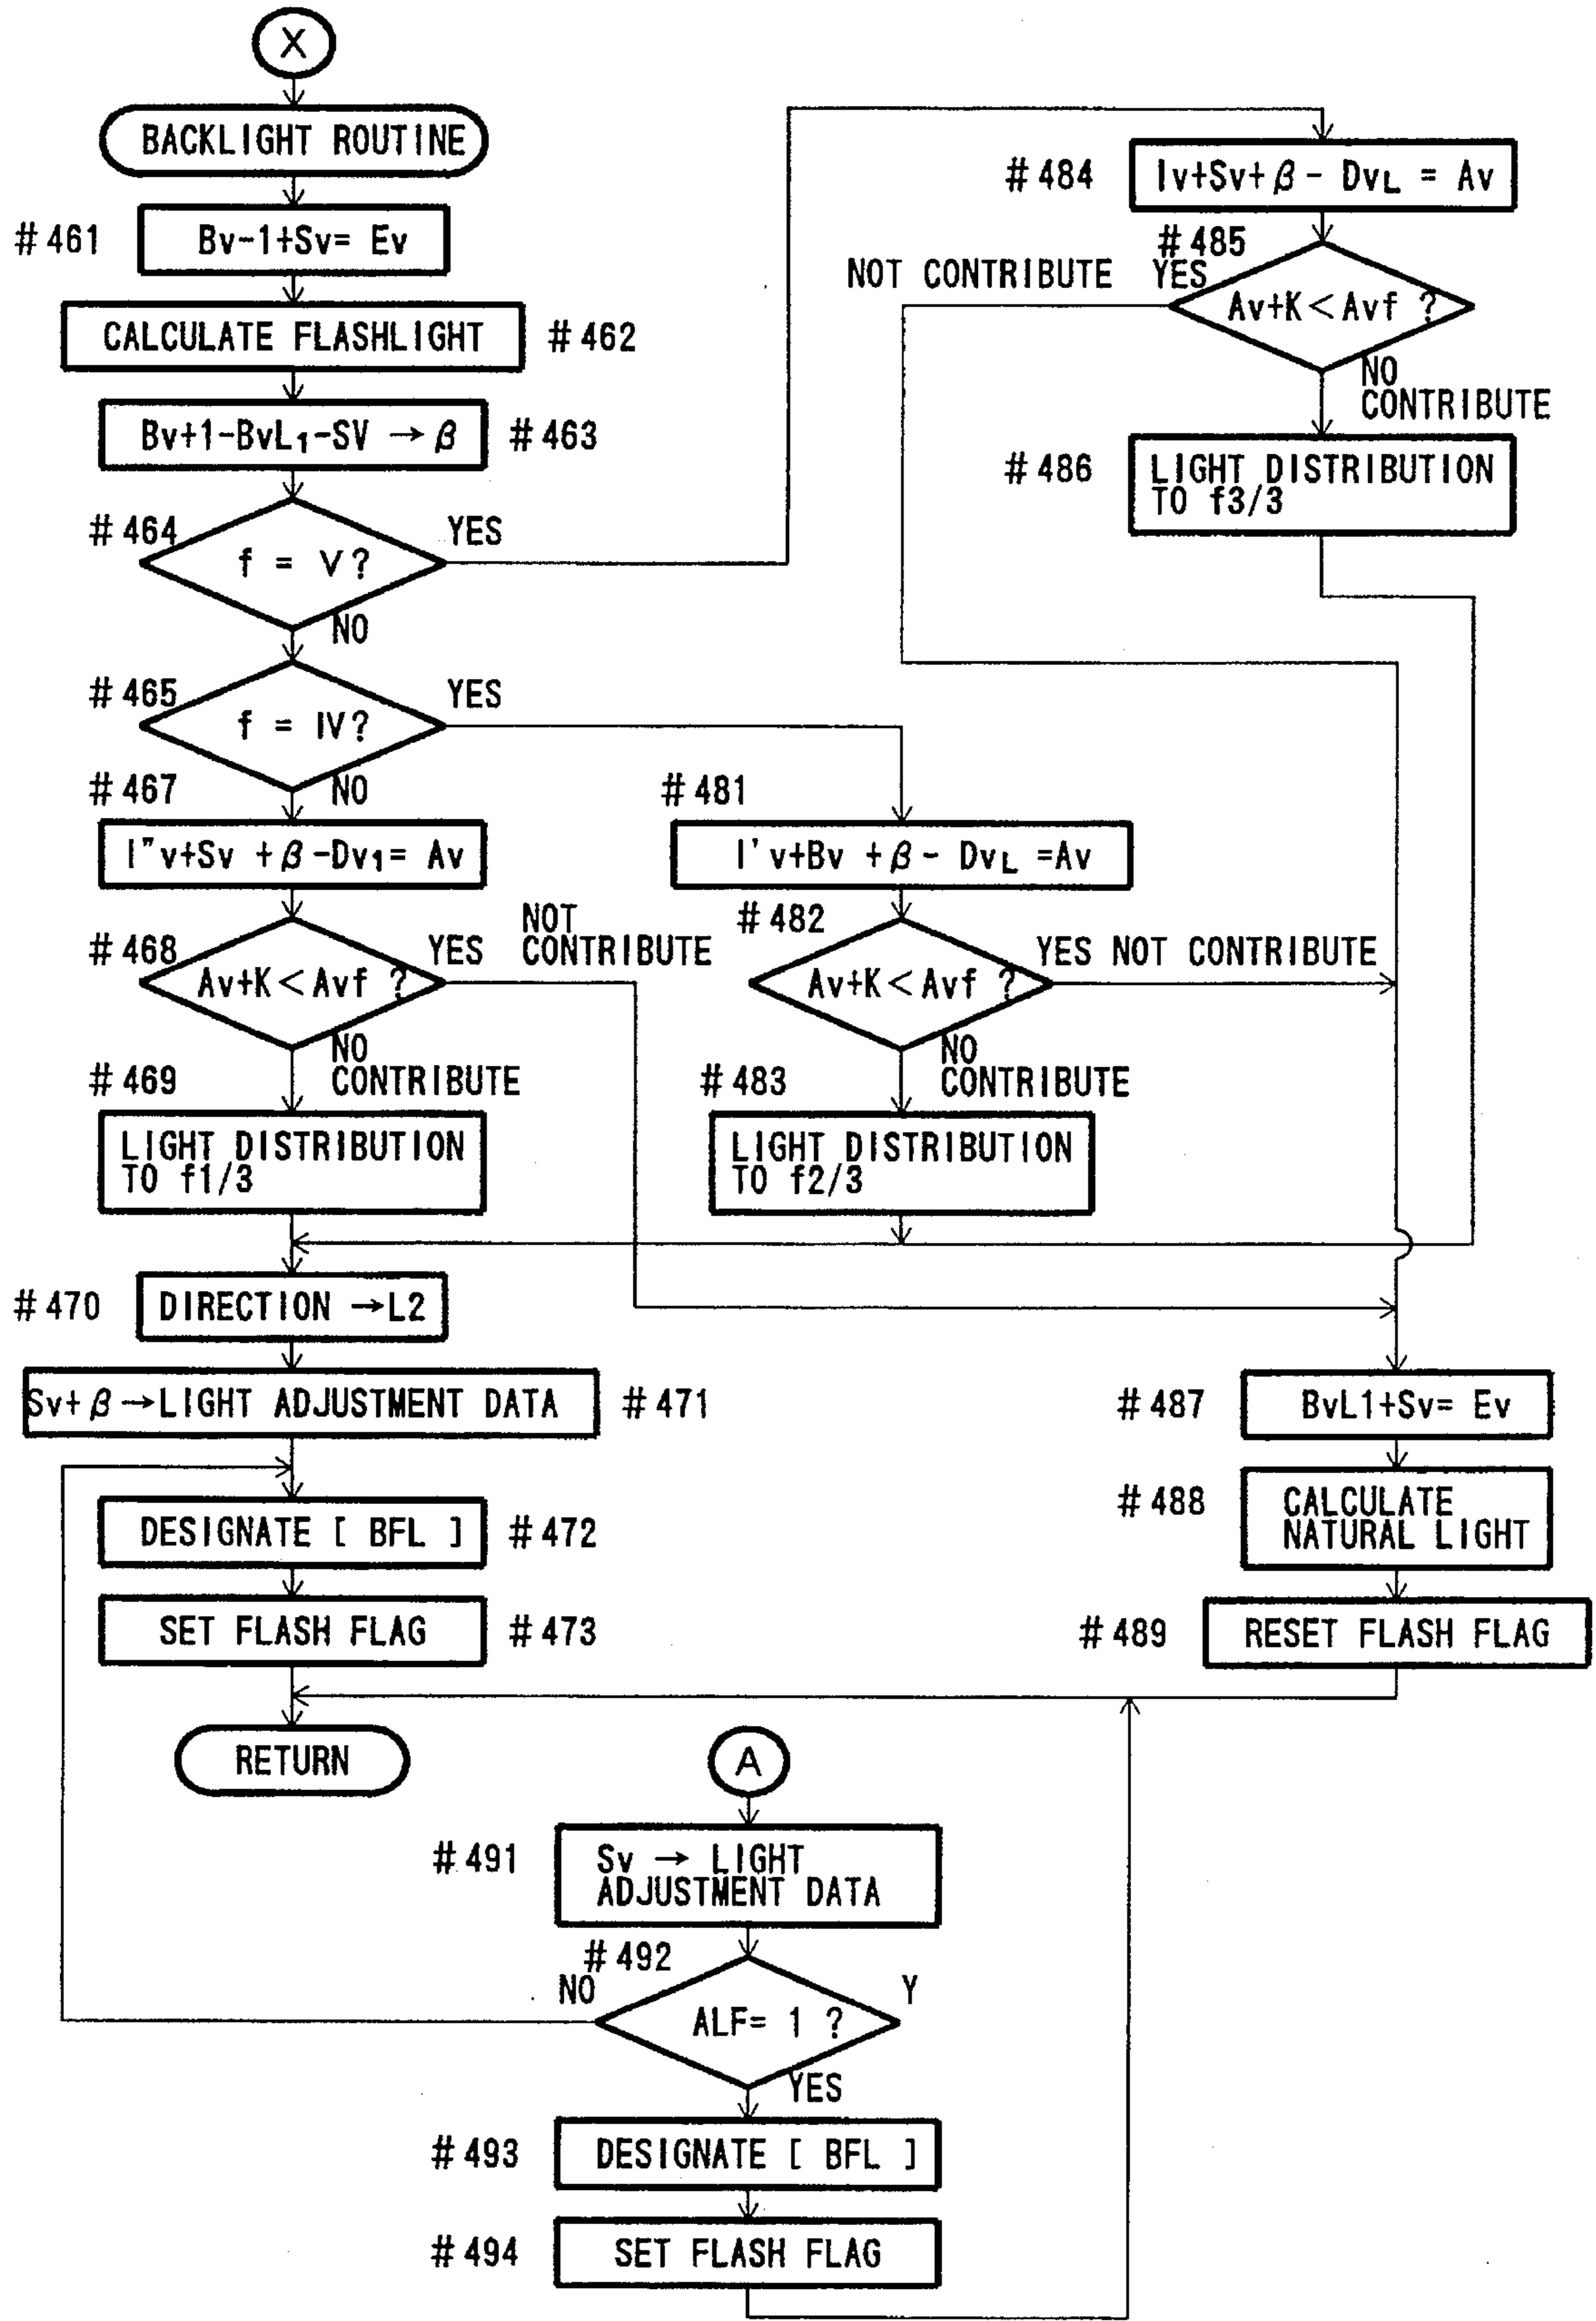 X
BACKLIGHT ROUTINE
#461
Bv-1+Sv= Ev
CALCULATE FLASHLIGHT
#462
Bv+1-BvL1-SV → β
#463
#464
f = V?
YES
NO
#465
f = IV?
YES
NO
#467
I"v+Sv +β-Dv1= Av
#468
Av+K<Avf ?
YES
NOT
CONTRIBUTE
NO
CONTRIBUTE
#469
LIGHT DISTRIBUTION
TO f1/3
#470
DIRECTION →L2
Sv+β→LIGHT ADJUSTMENT DATA
#471
DESIGNATE [ BFL ]
#472
SET FLASH FLAG
#473
RETURN
#481
I'v+Bv +β- DvL =Av
#482
Av+K<Avf ?
YES NOT CONTRIBUTE
NO
CONTRIBUTE
#483
LIGHT DISTRIBUTION
TO f2/3
#484
Iv+Sv+β- DvL = Av
#485
NOT CONTRIBUTE YES
Av+K<Avf ?
NO
CONTRIBUTE
#486
LIGHT DISTRIBUTION
TO f3/3
#487
BvL1+Sv= Ev
#488
CALCULATE
NATURAL LIGHT
#489
RESET FLASH FLAG
A
#491
Sv → LIGHT
ADJUSTMENT DATA
#492
NO
Y
ALF= 1 ?
YES
#493
DESIGNATE [ BFL ]
#494
SET FLASH FLAG